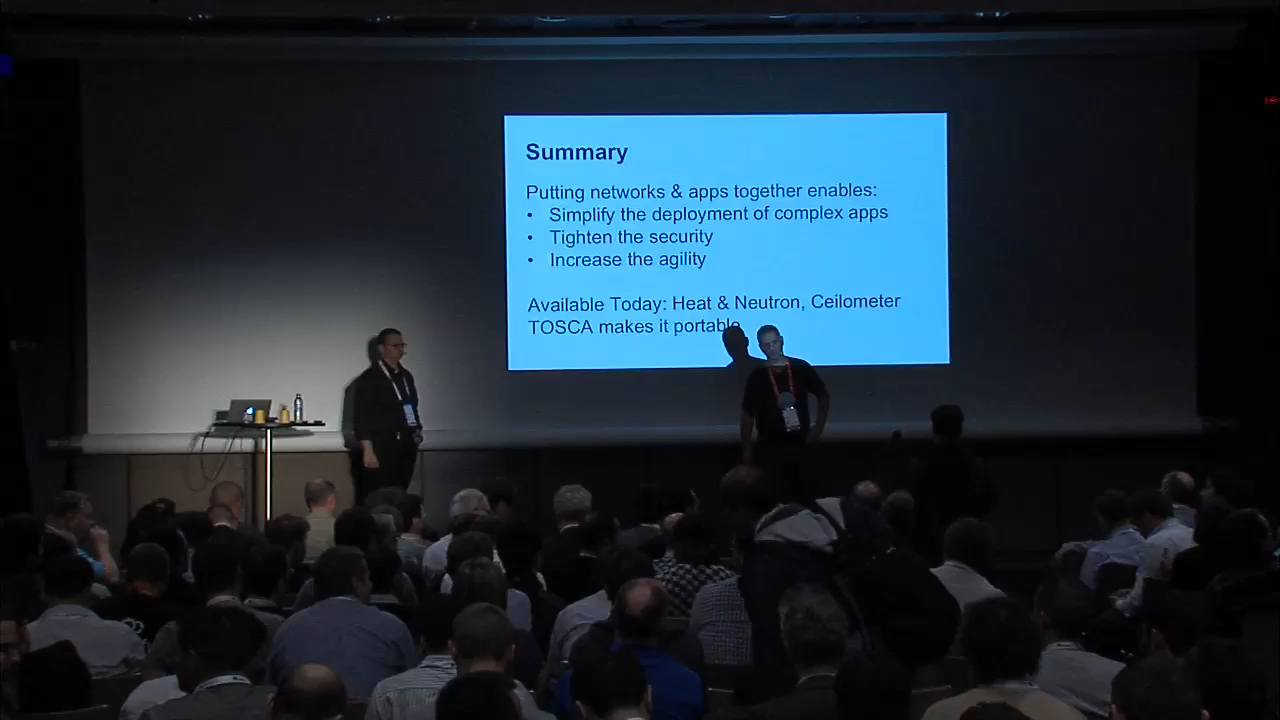 Summary
Putting networks & apps together enables:
• Simplify the deployment of complex apps
• Tighten the security
• Increase the agility
Available Today: Heat & Neutron, Ceilometer
TOSCA makes it portable